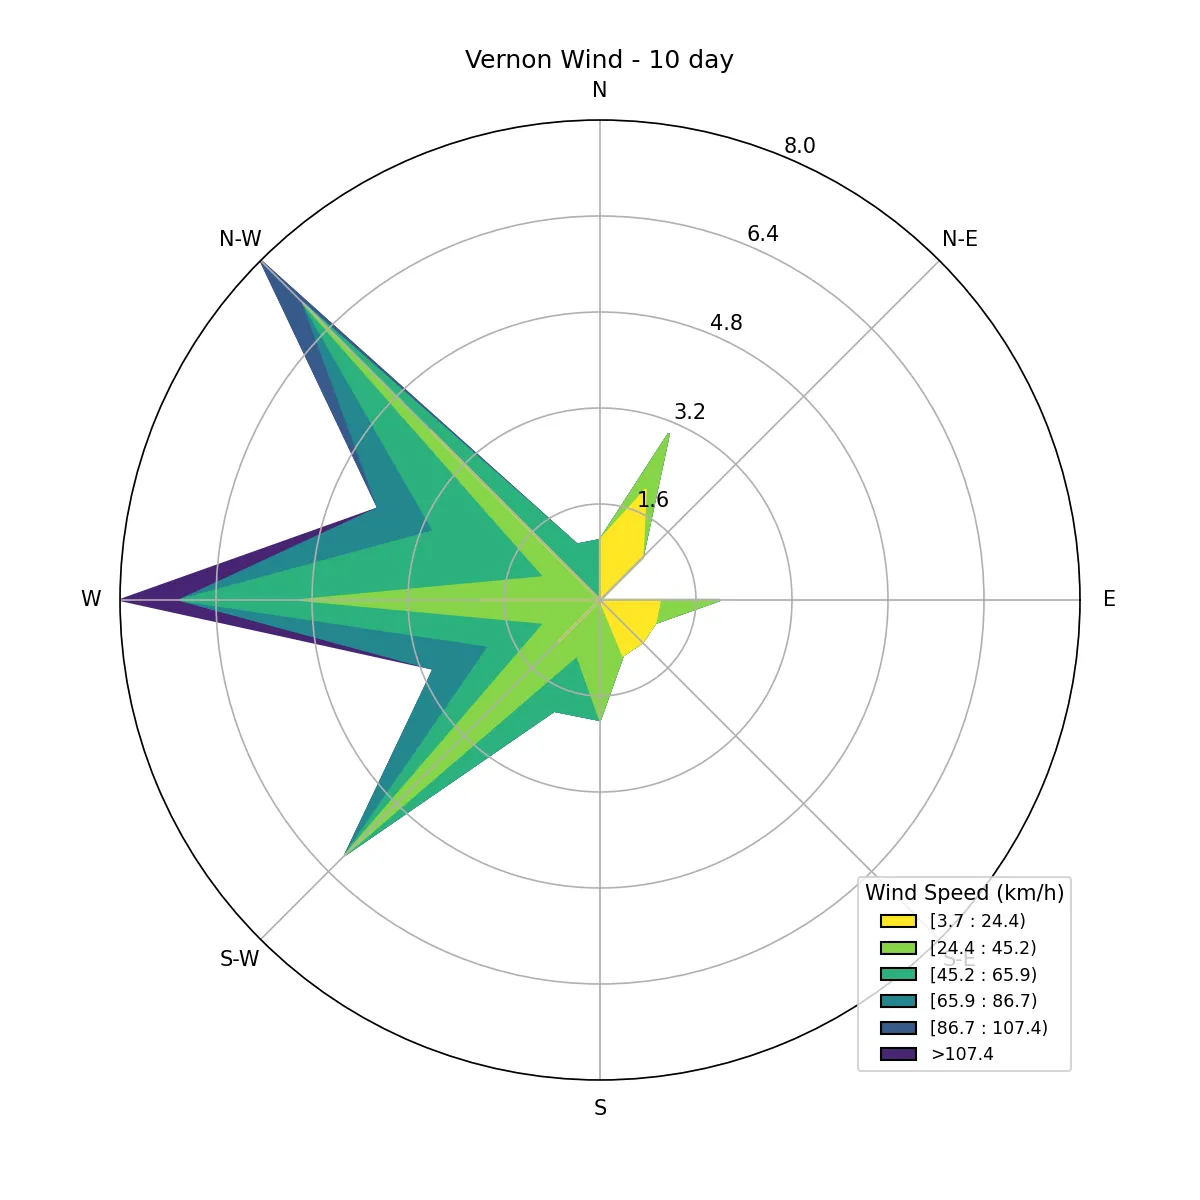 Vernon Wind - 10 day
N
8.0
N-W
6.4
N-E
4.8
3.2
1.6
W
E
S-W
S-E
S
Wind Speed (km/h)
[3.7 : 24.4)
[24.4 : 45.2)
[45.2 : 65.9)
[65.9 : 86.7)
[86.7 : 107.4)
>107.4